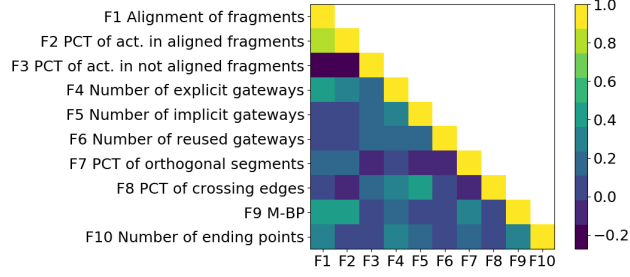 F1 Alignment of fragments
F2 PCT of act. in aligned fragments
F3 PCT of act. in not aligned fragments
F4 Number of explicit gateways
F5 Number of implicit gateways
F6 Number of reused gateways
F7 PCT of orthogonal segments
F8 PCT of crossing edges
F9 M-BP
F10 Number of ending points
F1 F2 F3 F4 F5 F6 F7 F8 F9 F10
1.0
0.8
0.6
0.4
0.2
0.0
−0.2